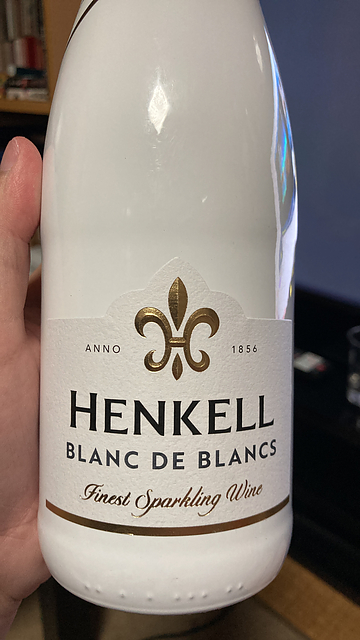 ANNO 1856
HENKELL
BLANC DE BLANCS
Finest Sparkling Wine